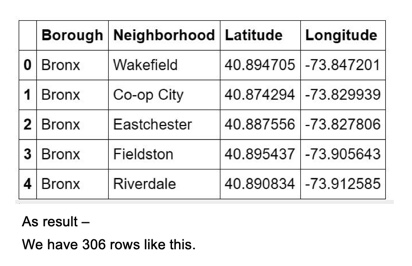 Borough Neighborhood Latitude Longitude
0 Bronx Wakefield 40.894705 -73.847201
1 Bronx Co-op City 40.874294 -73.829939
2 Bronx Eastchester 40.887556 -73.827806
3 Bronx Fieldston 40.895437 -73.905643
4 Bronx Riverdale 40.890834 -73.912585
As result –
We have 306 rows like this.